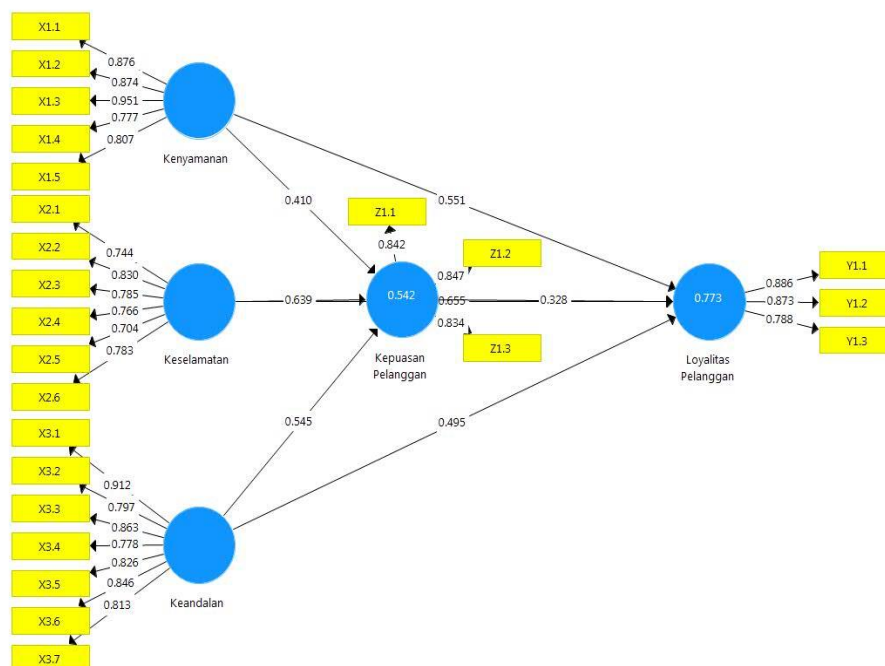 X1.1
X1.2
X1.3
X1.4
X1.5
0.876
0.874
0.951
0.777
0.807
Kenyamanan
X2.1
X2.2
X2.3
X2.4
X2.5
X2.6
0.744
0.830
0.785
0.766
0.704
0.783
Keselamatan
X3.1
X3.2
X3.3
X3.4
X3.5
X3.6
X3.7
0.912
0.797
0.863
0.778
0.826
0.846
0.813
Keandalan
0.410
0.639
0.545
0.551
0.655
0.328
0.495
Z1.1
0.842
Z1.2
0.847
Z1.3
0.834
0.542
Kepuasan
Pelanggan
0.773
Loyalitas
Pelanggan
0.886
0.873
0.788
Y1.1
Y1.2
Y1.3